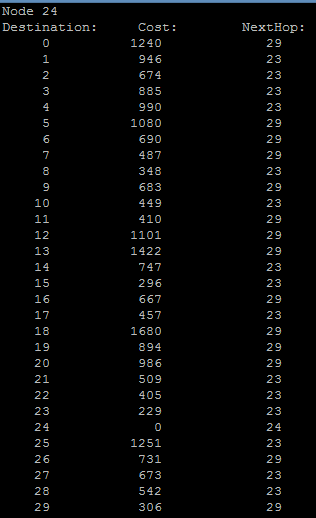 Node 24
Destination: Cost: NextHop:
0 1240 29
1 946 23
2 674 23
3 885 23
4 990 23
5 1080 29
6 690 29
7 487 29
8 348 23
9 683 29
10 449 23
11 410 29
12 1101 29
13 1422 29
14 747 23
15 296 23
16 667 29
17 457 23
18 1680 29
19 894 29
20 986 29
21 509 23
22 405 23
23 229 23
24 0 24
25 1251 23
26 731 29
27 673 23
28 542 23
29 306 29